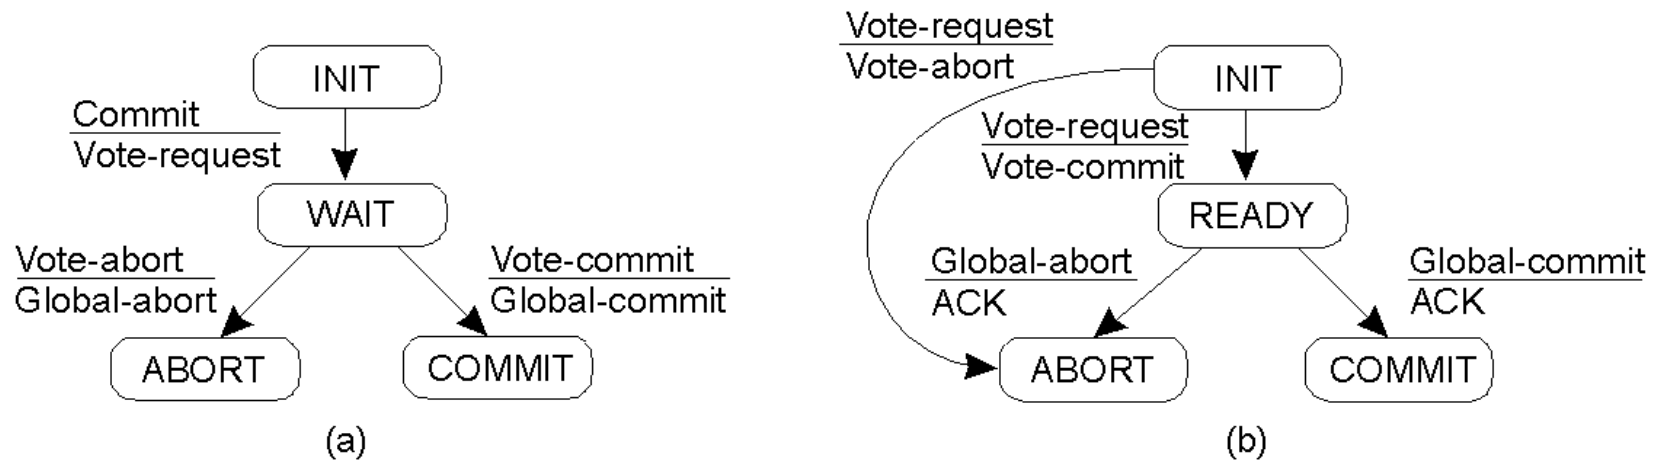 INIT
Commit
Vote-request
WAIT
Vote-abort
Global-abort
Vote-commit
Global-commit
ABORT
COMMIT
(a)
Vote-request
Vote-abort
INIT
Vote-request
Vote-commit
READY
Global-abort
ACK
Global-commit
ACK
ABORT
COMMIT
(b)